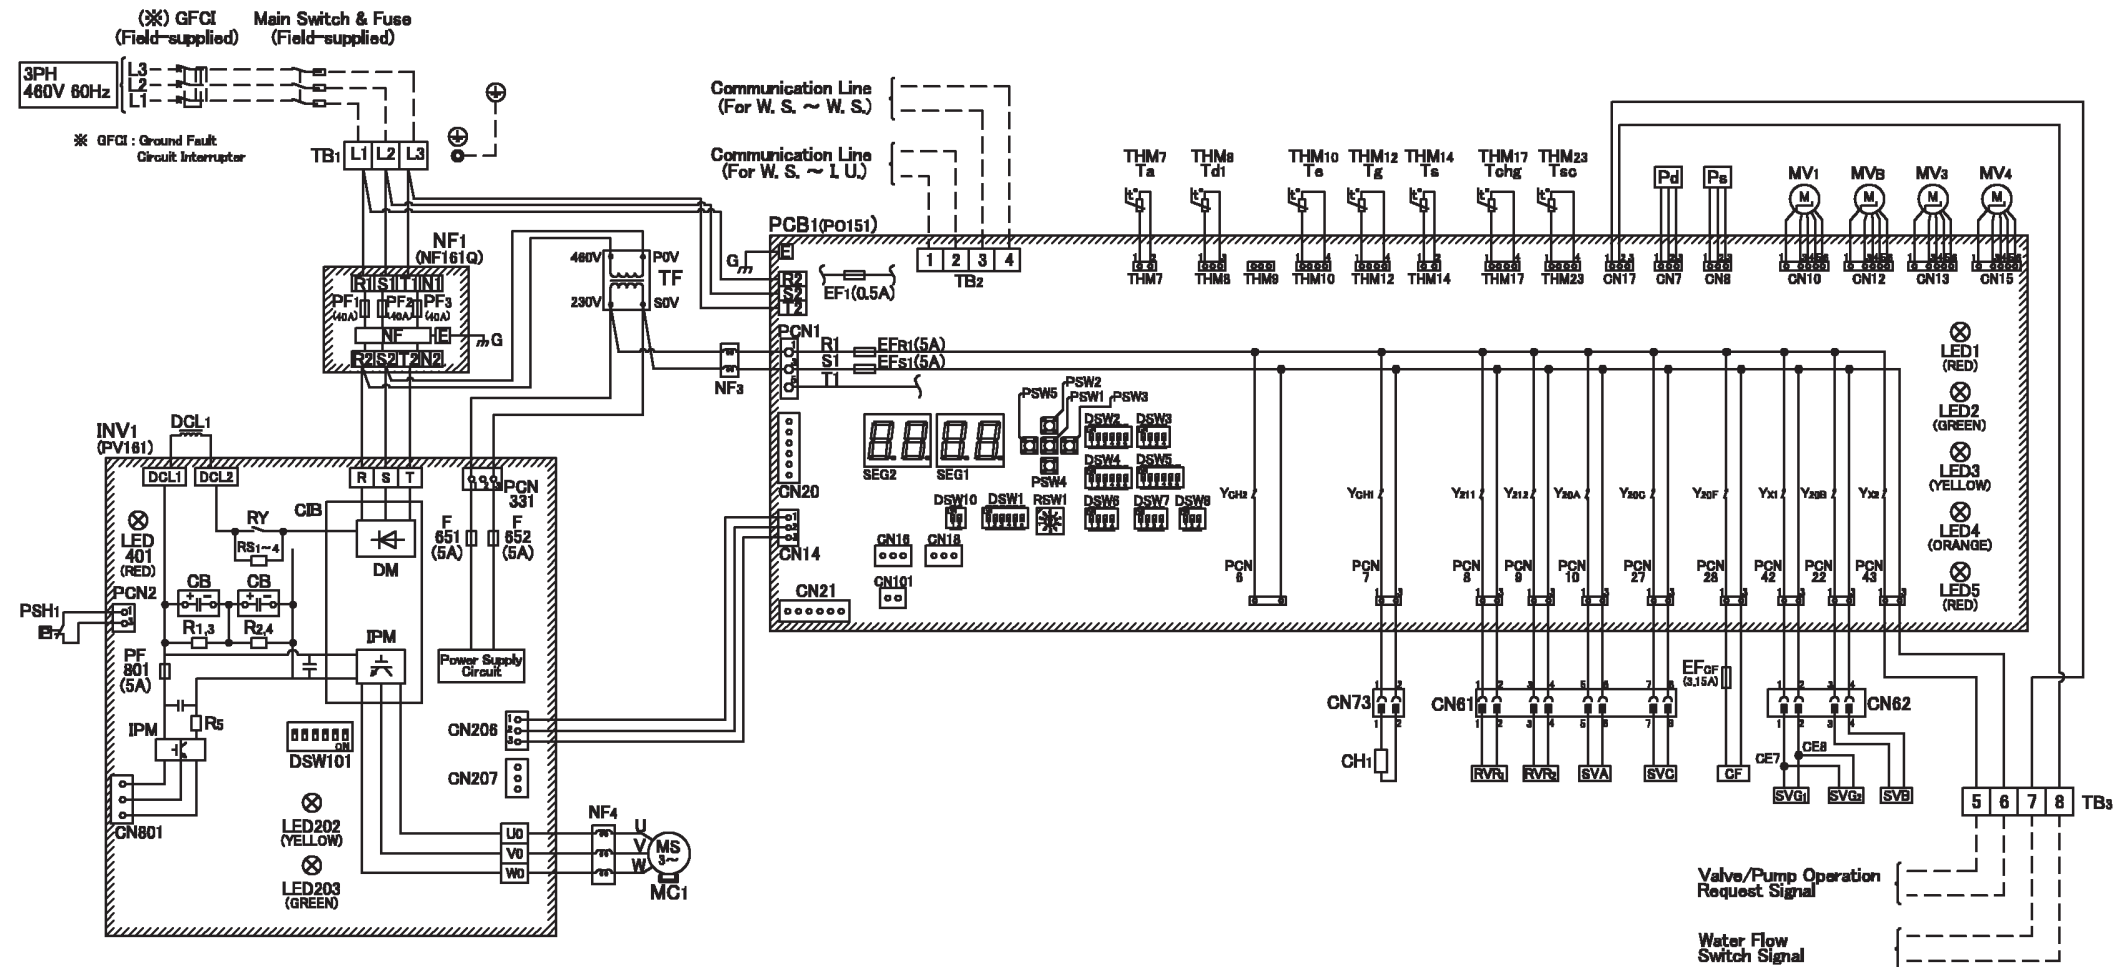 (※) GFCI
(Field-supplied)
Main Switch & Fuse
(Field-supplied)
3PH
460V 60Hz
L3
L2
L1
※ GFCI : Ground Fault
Circuit Interrupter
TB1 L1 L2 L3
Communication Line
(For W. S. ～ W. S.)
Communication Line
(For W. S. ～ I. U.)
NF1
(NF161Q)
R1 S1 T1 N1
PF1 PF2 PF3
(40A) (40A) (40A)
NF E G
R2 S2 T2 N2
460V P0V
TF
230V S0V
NF3
PCB1(PO151)
G E
R2
S2
T2
EF1(0.5A)
1 2 3 4
TB2
THM7 THM8 THM10 THM12 THM14 THM17 THM23
Ta Td1 Te Tg Ts Tchg Tsc
Pd Ps
MV1 MVB MV3 MV4
M M M M
THM7 THM8 THM9 THM10 THM12 THM14 THM17 THM23 CN17 CN7 CN8 CN10 CN12 CN13 CN15
PCN1
R1 EFR1(5A)
S1 EFS1(5A)
T1
LED1
(RED)
LED2
(GREEN)
LED3
(YELLOW)
LED4
(ORANGE)
LED5
(RED)
PSW2
PSW5 PSW1 PSW3
PSW4
SEG2 SEG1
DSW2 DSW3
DSW4 DSW5
DSW10 DSW1 RSW1 DSW6 DSW7 DSW8
CN20
CN14
CN16 CN18
CN101
CN21
YCH2 YCH1 Y211 Y212 Y20A Y20C Y20F YX1 Y20B YX2
PCN PCN PCN PCN PCN PCN PCN PCN PCN PCN
6 7 8 9 10 27 28 42 22 43
INV1
(PV161)
DCL1
DCL1 DCL2 R S T
PCN
331
CIB
RY
RS1～4
DM
F
651
(5A)
F
652
(5A)
LED
401
(RED)
CB CB
PCN2
PSH1
R1,3 R2,4
PF
801
(5A)
IPM
Power Supply
Circuit
R5
IPM
DSW101
ON
CN206
CN207
CN801
LED202
(YELLOW)
LED203
(GREEN)
U0
V0
W0
NF4
U
V
W
MS
3～
MC1
EFCF
(3.15A)
CN73 CN61 CN62
CH1
RVR1 RVR2 SVA SVC CF
CE7 CE8
SVG1 SVG2 SVB
5 6 7 8 TB3
Valve/Pump Operation
Request Signal
Water Flow
Switch Signal